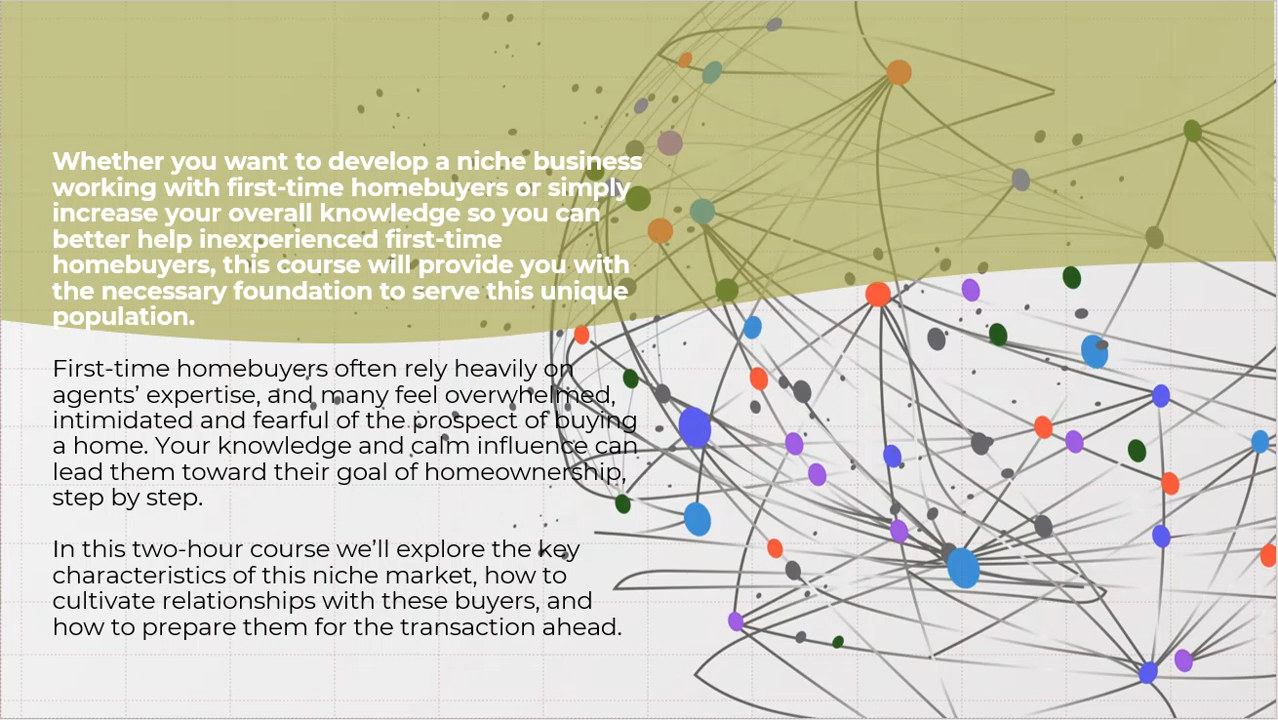 Whether you want to develop a niche business
working with first-time homebuyers or simply
increase your overall knowledge so you can
better help inexperienced first-time
homebuyers, this course will provide you with
the necessary foundation to serve this unique
population.
First-time homebuyers often rely heavily on
agents’ expertise, and many feel overwhelmed,
intimidated and fearful of the prospect of buying
a home. Your knowledge and calm influence can
lead them toward their goal of homeownership,
step by step.
In this two-hour course we’ll explore the key
characteristics of this niche market, how to
cultivate relationships with these buyers, and
how to prepare them for the transaction ahead.